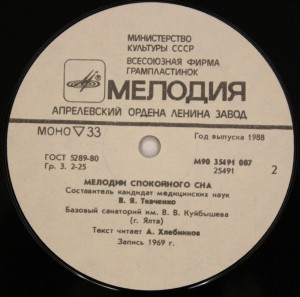 МИНИСТЕРСТВО
КУЛЬТУРЫ СССР
ВСЕСОЮЗНАЯ ФИРМА
ГРАМПЛАСТИНОК
МЕЛОДИЯ
АПРЕЛЕВСКИЙ ОРДЕНА ЛЕНИНА ЗАВОД
МОНО ▽ 33
Год выпуска 1988
ГОСТ 5289-80
Гр. 3. 2-25
М90 35491 007
25491
2
МЕЛОДИИ СПОКОЙНОГО СНА
Составитель кандидат медицинских наук
В. Я. Ткаченко
Базовый санаторий им. В. В. Куйбышева
(г. Ялта)
Текст читает А. Хлебников
Запись 1969 г.